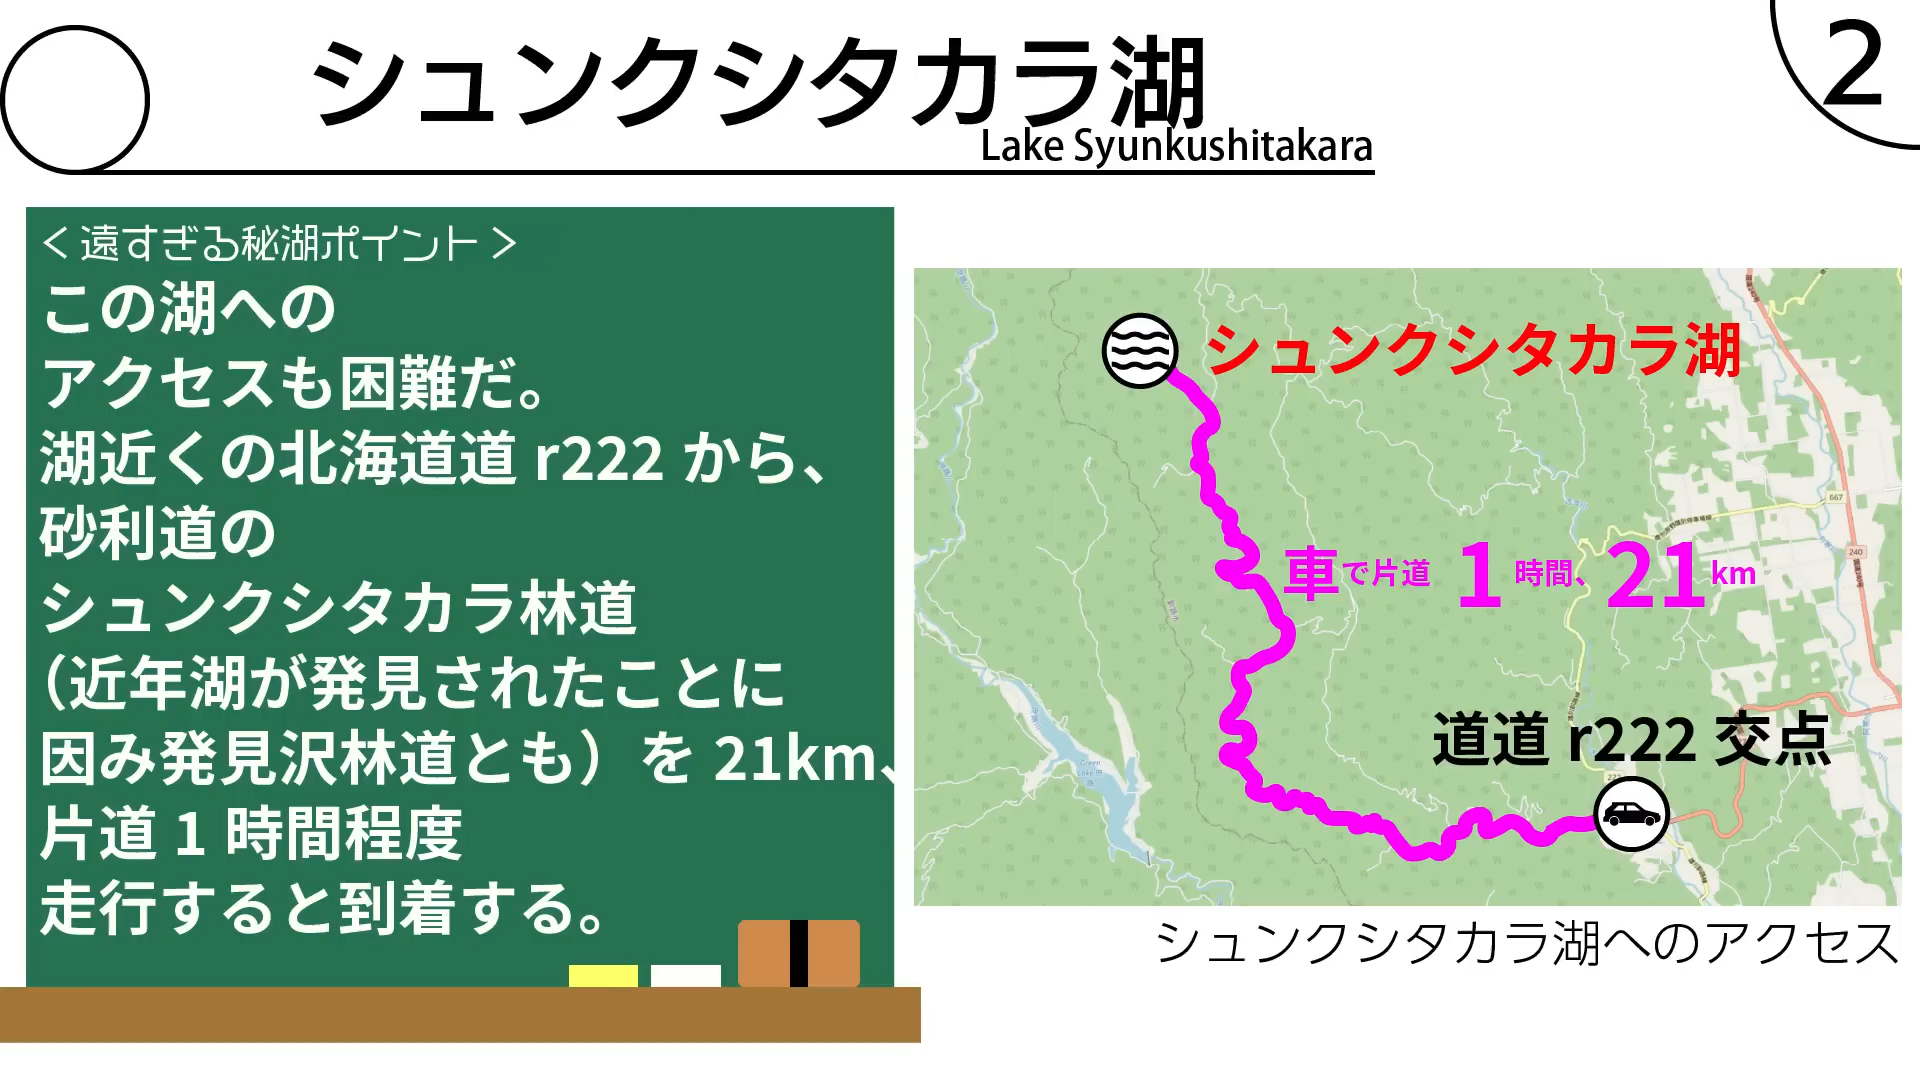 シュンクシタカラ湖
Lake Syunkushitakara
2
＜遠すぎる秘湖ポイント＞
この湖への
アクセスも困難だ。
湖近くの北海道道 r222 から、
砂利道の
シュンクシタカラ林道
（近年湖が発見されたことに
因み発見沢林道とも）を 21km、
片道 1 時間程度
走行すると到着する。
シュンクシタカラ湖
667
240
車で片道 1 時間、21km
道道 r222 交点
222
Green
Lake
シュンクシタカラ湖へのアクセス